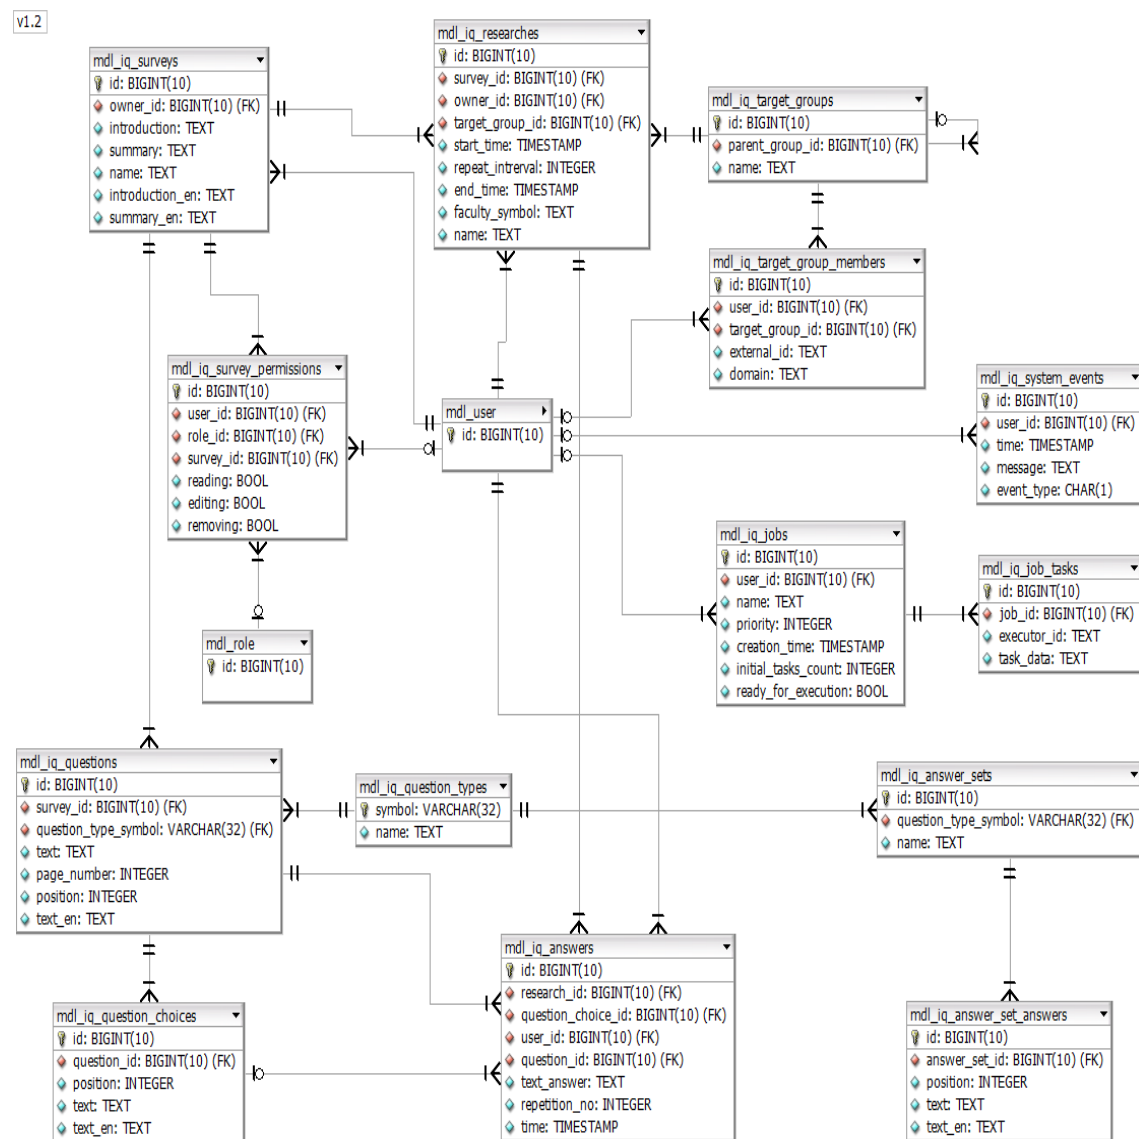 v1.2
mdl_iq_surveys
id: BIGINT(10)
owner_id: BIGINT(10) (FK)
introduction: TEXT
summary: TEXT
name: TEXT
introduction_en: TEXT
summary_en: TEXT
mdl_iq_researches
id: BIGINT(10)
survey_id: BIGINT(10) (FK)
owner_id: BIGINT(10) (FK)
target_group_id: BIGINT(10) (FK)
start_time: TIMESTAMP
repeat_intrerval: INTEGER
end_time: TIMESTAMP
faculty_symbol: TEXT
name: TEXT
mdl_iq_target_groups
id: BIGINT(10)
parent_group_id: BIGINT(10) (FK)
name: TEXT
mdl_iq_target_group_members
id: BIGINT(10)
user_id: BIGINT(10) (FK)
target_group_id: BIGINT(10) (FK)
external_id: TEXT
domain: TEXT
mdl_iq_survey_permissions
id: BIGINT(10)
user_id: BIGINT(10) (FK)
role_id: BIGINT(10) (FK)
survey_id: BIGINT(10) (FK)
reading: BOOL
editing: BOOL
removing: BOOL
mdl_user
id: BIGINT(10)
mdl_iq_system_events
id: BIGINT(10)
user_id: BIGINT(10) (FK)
time: TIMESTAMP
message: TEXT
event_type: CHAR(1)
mdl_iq_jobs
id: BIGINT(10)
user_id: BIGINT(10) (FK)
name: TEXT
priority: INTEGER
creation_time: TIMESTAMP
initial_tasks_count: INTEGER
ready_for_execution: BOOL
mdl_iq_job_tasks
id: BIGINT(10)
job_id: BIGINT(10) (FK)
executor_id: TEXT
task_data: TEXT
mdl_role
id: BIGINT(10)
mdl_iq_questions
id: BIGINT(10)
survey_id: BIGINT(10) (FK)
question_type_symbol: VARCHAR(32) (FK)
text: TEXT
page_number: INTEGER
position: INTEGER
text_en: TEXT
mdl_iq_question_types
symbol: VARCHAR(32)
name: TEXT
mdl_iq_answer_sets
id: BIGINT(10)
question_type_symbol: VARCHAR(32) (FK)
name: TEXT
mdl_iq_question_choices
id: BIGINT(10)
question_id: BIGINT(10) (FK)
position: INTEGER
text: TEXT
text_en: TEXT
mdl_iq_answers
id: BIGINT(10)
research_id: BIGINT(10) (FK)
question_choice_id: BIGINT(10) (FK)
user_id: BIGINT(10) (FK)
question_id: BIGINT(10) (FK)
text_answer: TEXT
repetition_no: INTEGER
time: TIMESTAMP
mdl_iq_answer_set_answers
id: BIGINT(10)
answer_set_id: BIGINT(10) (FK)
position: INTEGER
text: TEXT
text_en: TEXT